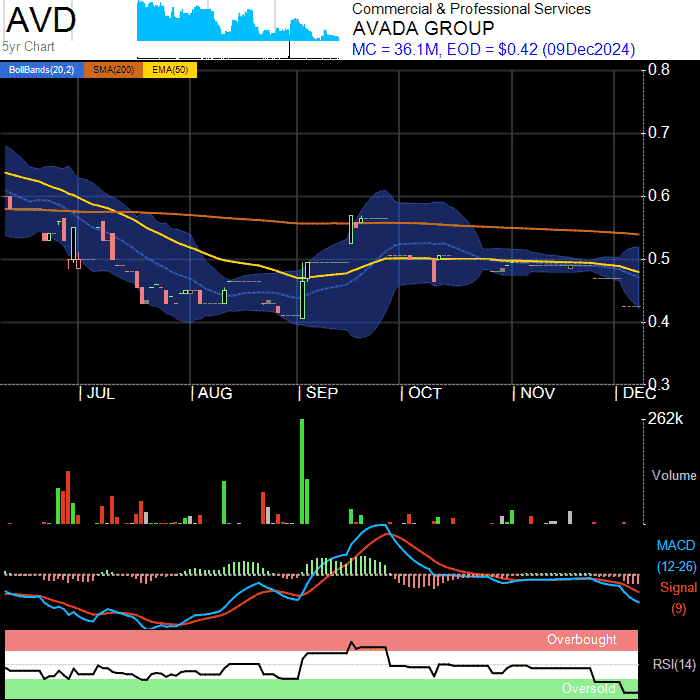 AVD
5yr Chart
Commercial & Professional Services
AVADA GROUP
MC = 36.1M, EOD = $0.42 (09Dec2024)
BollBands(20,2) SMA(200) EMA(50)
0.8
0.7
0.6
0.5
0.4
0.3
JUL AUG SEP OCT NOV DEC
262k
Volume
MACD
(12-26)
Signal
(9)
Overbought
RSI(14)
Oversold